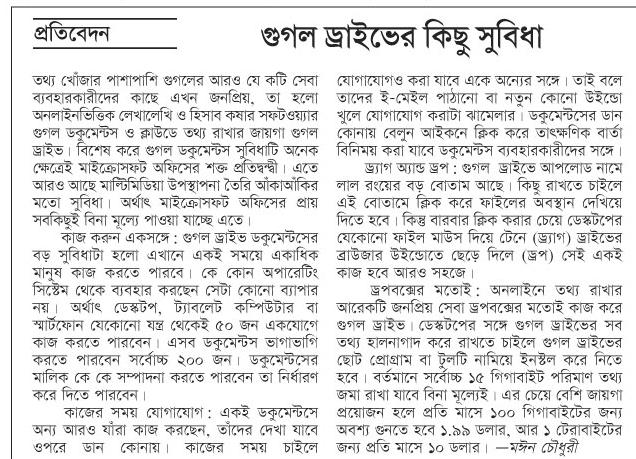 প্রতিবেদন
গুগল ড্রাইভের কিছু সুবিধা
তথ্য খোঁজার পাশাপাশি গুগলের আরও যে কটি সেবা
ব্যবহারকারীদের কাছে এখন জনপ্রিয়, তা হলো
অনলাইনভিত্তিক লেখালেখি ও হিসাব কষার সফটওয়্যার
গুগল ডকুমেন্টস ও ক্লাউডে তথ্য রাখার জায়গা গুগল
ড্রাইভ। বিশেষ করে গুগল ডকুমেন্টস সুবিধাটি অনেক
ক্ষেত্রেই মাইক্রোসফট অফিসের শক্ত প্রতিদ্বন্দ্বী। এতে
আরও আছে মাল্টিমিডিয়া উপস্থাপনা তৈরি আঁকাআঁকির
মতো সুবিধা। অর্থাৎ মাইক্রোসফট অফিসের প্রায়
সবকিছুই বিনা মূল্যে পাওয়া যাচ্ছে এতে।
কাজ করুন একসঙ্গে : গুগল ড্রাইভ ডকুমেন্টসের
বড় সুবিধাটা হলো এখানে একই সময়ে একাধিক
মানুষ কাজ করতে পারবে। কে কোন অপারেটিং
সিস্টেম থেকে ব্যবহার করছেন সেটা কোনো ব্যাপার
নয়। অর্থাৎ ডেস্কটপ, ট্যাবলেট কম্পিউটার বা
স্মার্টফোন যেকোনো যন্ত্র থেকেই ৫০ জন একযোগে
কাজ করতে পারবেন। এসব ডকুমেন্টস ভাগাভাগি
করতে পারবেন সর্বোচ্চ ২০০ জন। ডকুমেন্টসের
মালিক কে কে সম্পাদনা করতে পারবেন তা নির্ধারণ
করে দিতে পারবেন।
কাজের সময় যোগাযোগ : একই ডকুমেন্টসে
অন্য আরও যাঁরা কাজ করছেন, তাঁদের দেখা যাবে
ওপরে ডান কোনায়। কাজের সময় চাইলে
যোগাযোগও করা যাবে একে অন্যের সঙ্গে। তাই বলে
তাদের ই-মেইল পাঠানো বা নতুন কোনো উইন্ডো
খুলে যোগাযোগ করাটা ঝামেলার। ডকুমেন্টসের ডান
কোনায় বেলুন আইকনে ক্লিক করে তাৎক্ষণিক বার্তা
বিনিময় করা যাবে ডকুমেন্টস ব্যবহারকারীদের সঙ্গে।
ড্র্যাগ অ্যান্ড ড্রপ : গুগল ড্রাইভে আপলোড নামে
লাল রংয়ের বড় বোতাম আছে। কিছু রাখতে চাইলে
এই বোতামে ক্লিক করে ফাইলের অবস্থান দেখিয়ে
দিতে হবে। কিন্তু বারবার ক্লিক করার চেয়ে ডেস্কটপের
যেকোনো ফাইল মাউস দিয়ে টেনে (ড্র্যাগ) ড্রাইভের
ব্রাউজার উইন্ডোতে ছেড়ে দিলে (ড্রপ) সেই একই
কাজ হবে আরও সহজে।
ড্রপবক্সের মতোই : অনলাইনে তথ্য রাখার
আরেকটি জনপ্রিয় সেবা ড্রপবক্সের মতোই কাজ করে
গুগল ড্রাইভ। ডেস্কটপের সঙ্গে গুগল ড্রাইভের সব
তথ্য হালনাগাদ করে রাখতে চাইলে গুগল ড্রাইভের
ছোট প্রোগ্রাম বা টুলটি নামিয়ে ইনস্টল করে নিতে
হবে। বর্তমানে সর্বোচ্চ ১৫ গিগাবাইট পরিমাণ তথ্য
জমা রাখা যাবে বিনা মূল্যেই। এর চেয়ে বেশি জায়গা
প্রয়োজন হলে প্রতি মাসে ১০০ গিগাবাইটের জন্য
অবশ্য গুনতে হবে ১.৯৯ ডলার, আর ১ টেরাবাইটের
জন্য প্রতি মাসে ১০ ডলার। —মঈন চৌধুরী